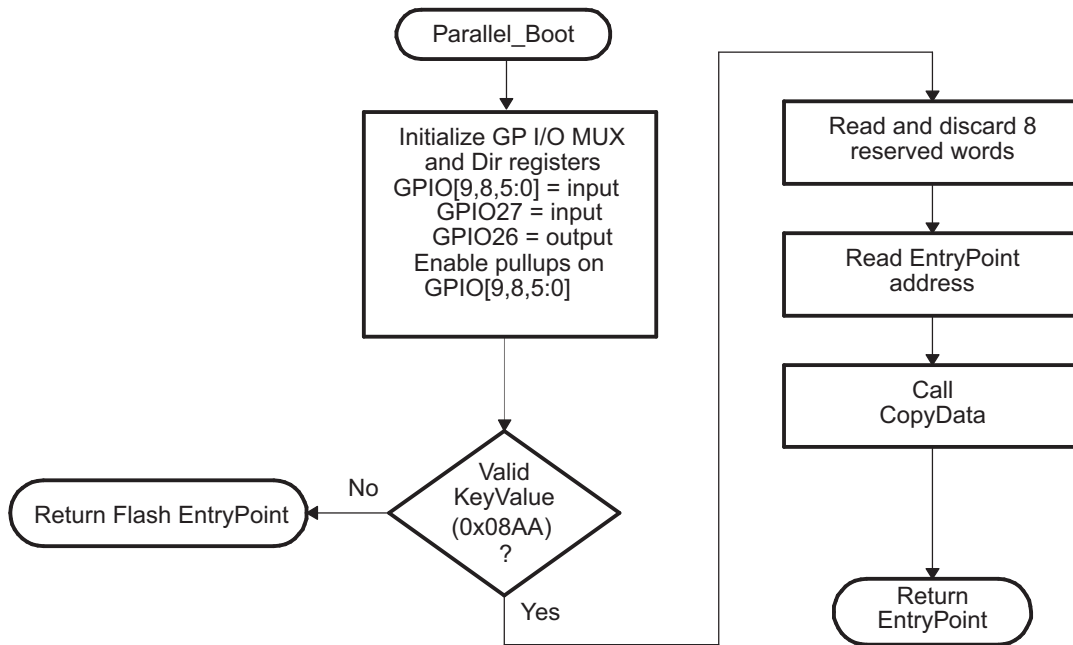 Parallel_Boot
Initialize GP I/O MUX
and Dir registers
GPIO[9,8,5:0] = input
GPIO27 = input
GPIO26 = output
Enable pullups on
GPIO[9,8,5:0]
Valid
KeyValue
(0x08AA)
?
No
Return Flash EntryPoint
Yes
Read and discard 8
reserved words
Read EntryPoint
address
Call
CopyData
Return
EntryPoint